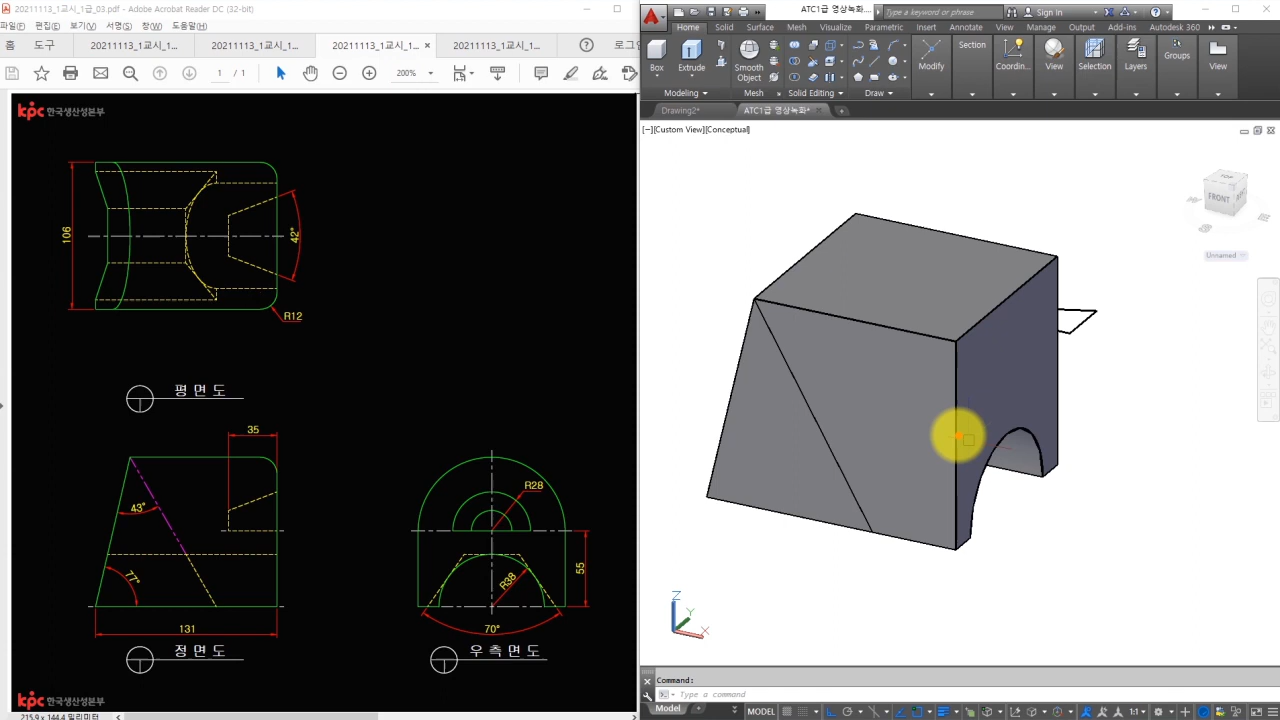 20211113_1교시_1급_03.pdf - Adobe Acrobat Reader DC (32-bit)
파일(F) 편집(E) 보기(V) 서명(S) 창(W) 도움말(H)
홈 도구 20211113_1교시_1... 20211113_1교시_1... 20211113_1교시_1... × 20211113_1교시_1... 로그인
1 / 1 200%
kpc 한국생산성본부
106
42°
R12
평면도
35
43°
77°
131
정면도
R28
R38
55
70°
우측면도
kpc 한국생산성본부
215.9 x 144.4 밀리미터
ATC1급 영상녹화... Type a keyword or phrase Sign In
Home Solid Surface Mesh Visualize Parametric Insert Annotate View Manage Output Add-ins Autodesk 360
Box Extrude Smooth Object Modify Section Coordin... View Selection Layers Groups View
Modeling Mesh Solid Editing Draw
Drawing2* ATC1급 영상녹화*
[−][Custom View][Conceptual]
TOP
FRONT
Unnamed
Z
Y
X
Command:
Type a command
Model MODEL 1:1